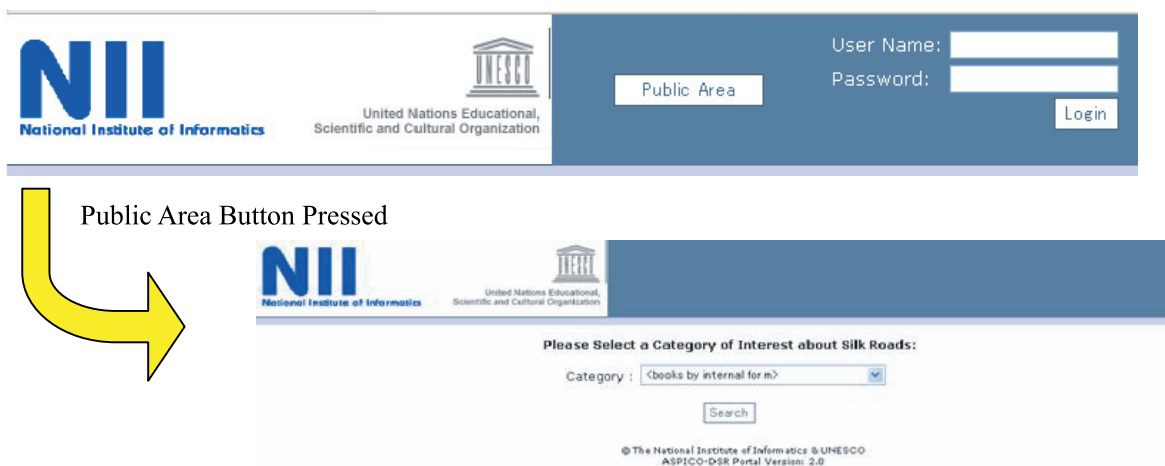 NII
National Institute of Informatics
UNESCO
United Nations Educational,
Scientific and Cultural Organization
Public Area
User Name:
Password:
Login
Public Area Button Pressed
NII
National Institute of Informatics
UNESCO
United Nations Educational,
Scientific and Cultural Organization
Please Select a Category of Interest about Silk Roads:
Category : <books by internal form>
Search
© The National Institute of Informatics & UNESCO
ASPICO-DSR Portal Version: 2.0